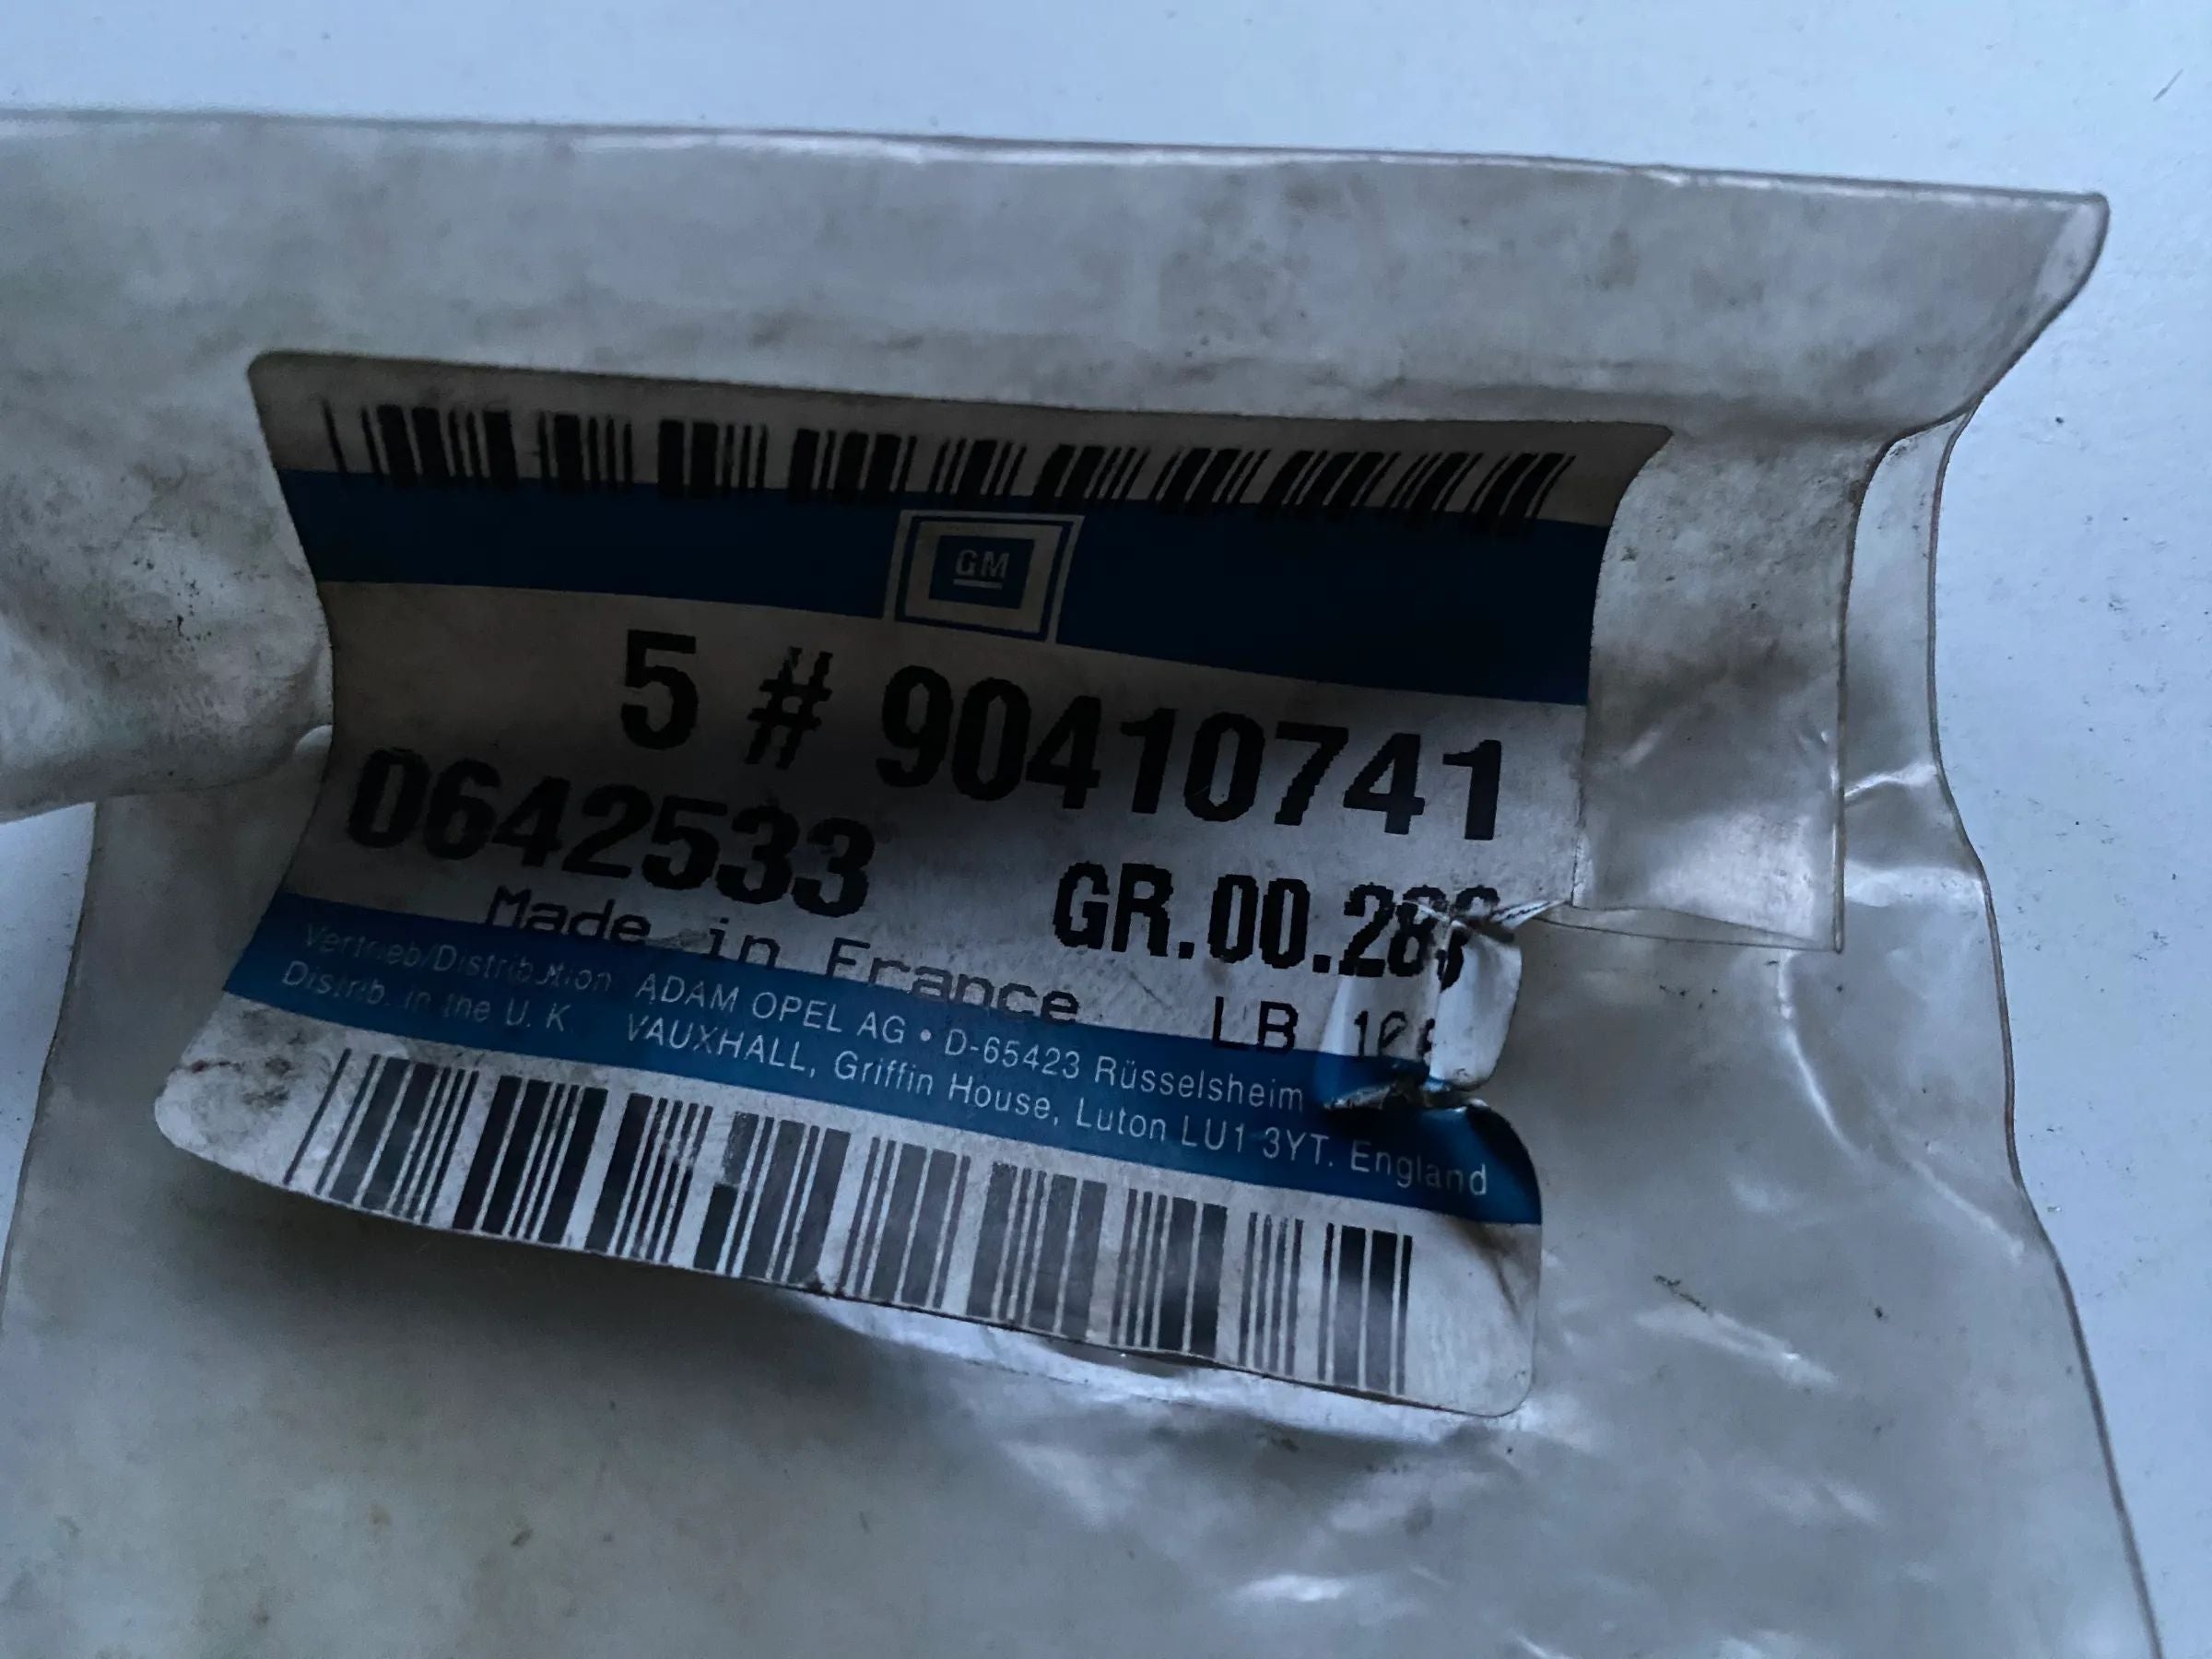 GM
5 # 90410741
0642533 GR.00.28
Made in France LB
Vertrieb/Distribution ADAM OPEL AG • D-65423 Rüsselsheim
Distrib. in the U. K. VAUXHALL, Griffin House, Luton LU1 3YT. England